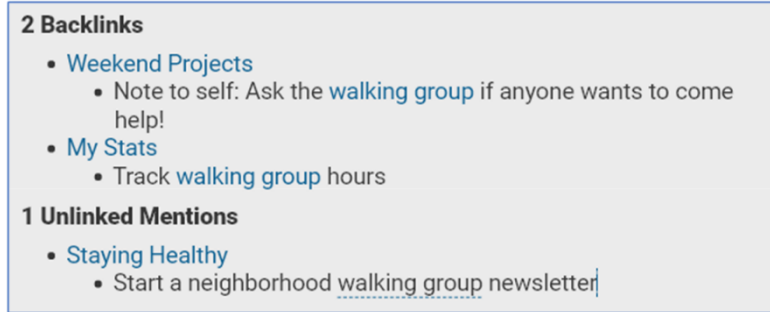 2 Backlinks
Weekend Projects
Note to self: Ask the walking group if anyone wants to come
help!
My Stats
Track walking group hours
1 Unlinked Mentions
Staying Healthy
Start a neighborhood walking group newsletter